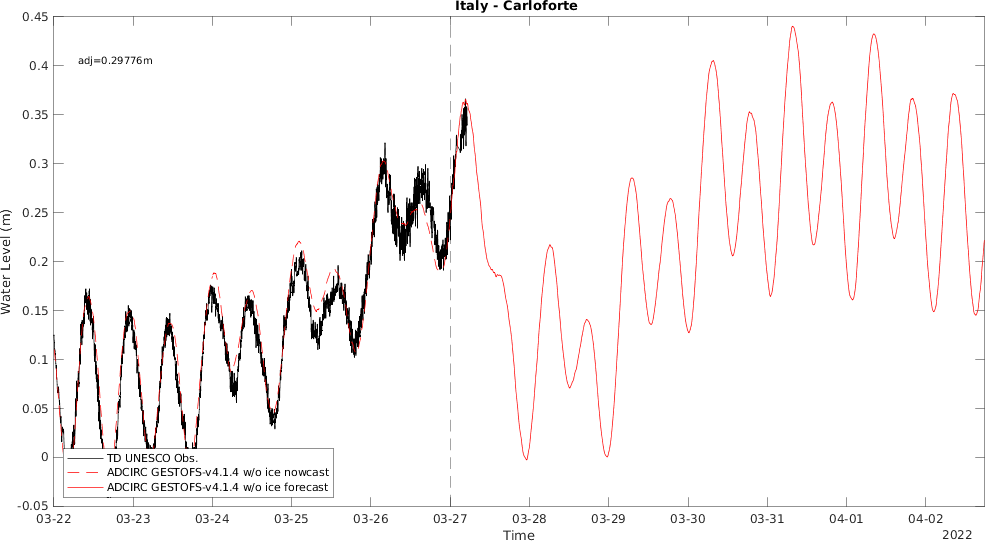 Italy - Carloforte
adj=0.29776m
0.45
0.4
0.35
0.3
0.25
0.2
0.15
0.1
0.05
0
-0.05
Water Level (m)
TD UNESCO Obs.
ADCIRC GESTOFS-v4.1.4 w/o ice nowcast
ADCIRC GESTOFS-v4.1.4 w/o ice forecast
03-22 03-23 03-24 03-25 03-26 03-27 03-28 03-29 03-30 03-31 04-01 04-02
Time
2022